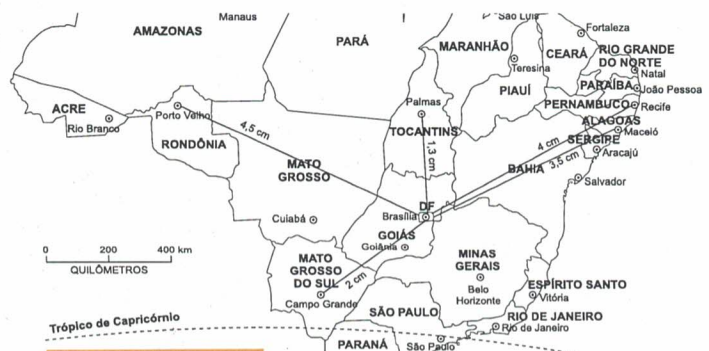 Manaus
São Luís
AMAZONAS
PARÁ
MARANHÃO
Fortaleza
CEARÁ
RIO GRANDE
DO NORTE
Teresina
Natal
PIAUÍ
PARAÍBA
João Pessoa
ACRE
Rio Branco
Porto Velho
RONDÔNIA
4,5 cm
MATO
GROSSO
Palmas
TOCANTINS
1,3 cm
PERNAMBUCO
Recife
ALAGOAS
Maceió
SERGIPE
Aracajú
4 cm
3,5 cm
BAHIA
Salvador
DF
Brasília
Cuiabá
GOIÁS
Goiânia
0 200 400 km
QUILÔMETROS
MATO
GROSSO
DO SUL
2 cm
Campo Grande
MINAS
GERAIS
Belo
Horizonte
ESPÍRITO SANTO
Vitória
SÃO PAULO
RIO DE JANEIRO
Rio de Janeiro
Trópico de Capricórnio
São Paulo
PARANÁ